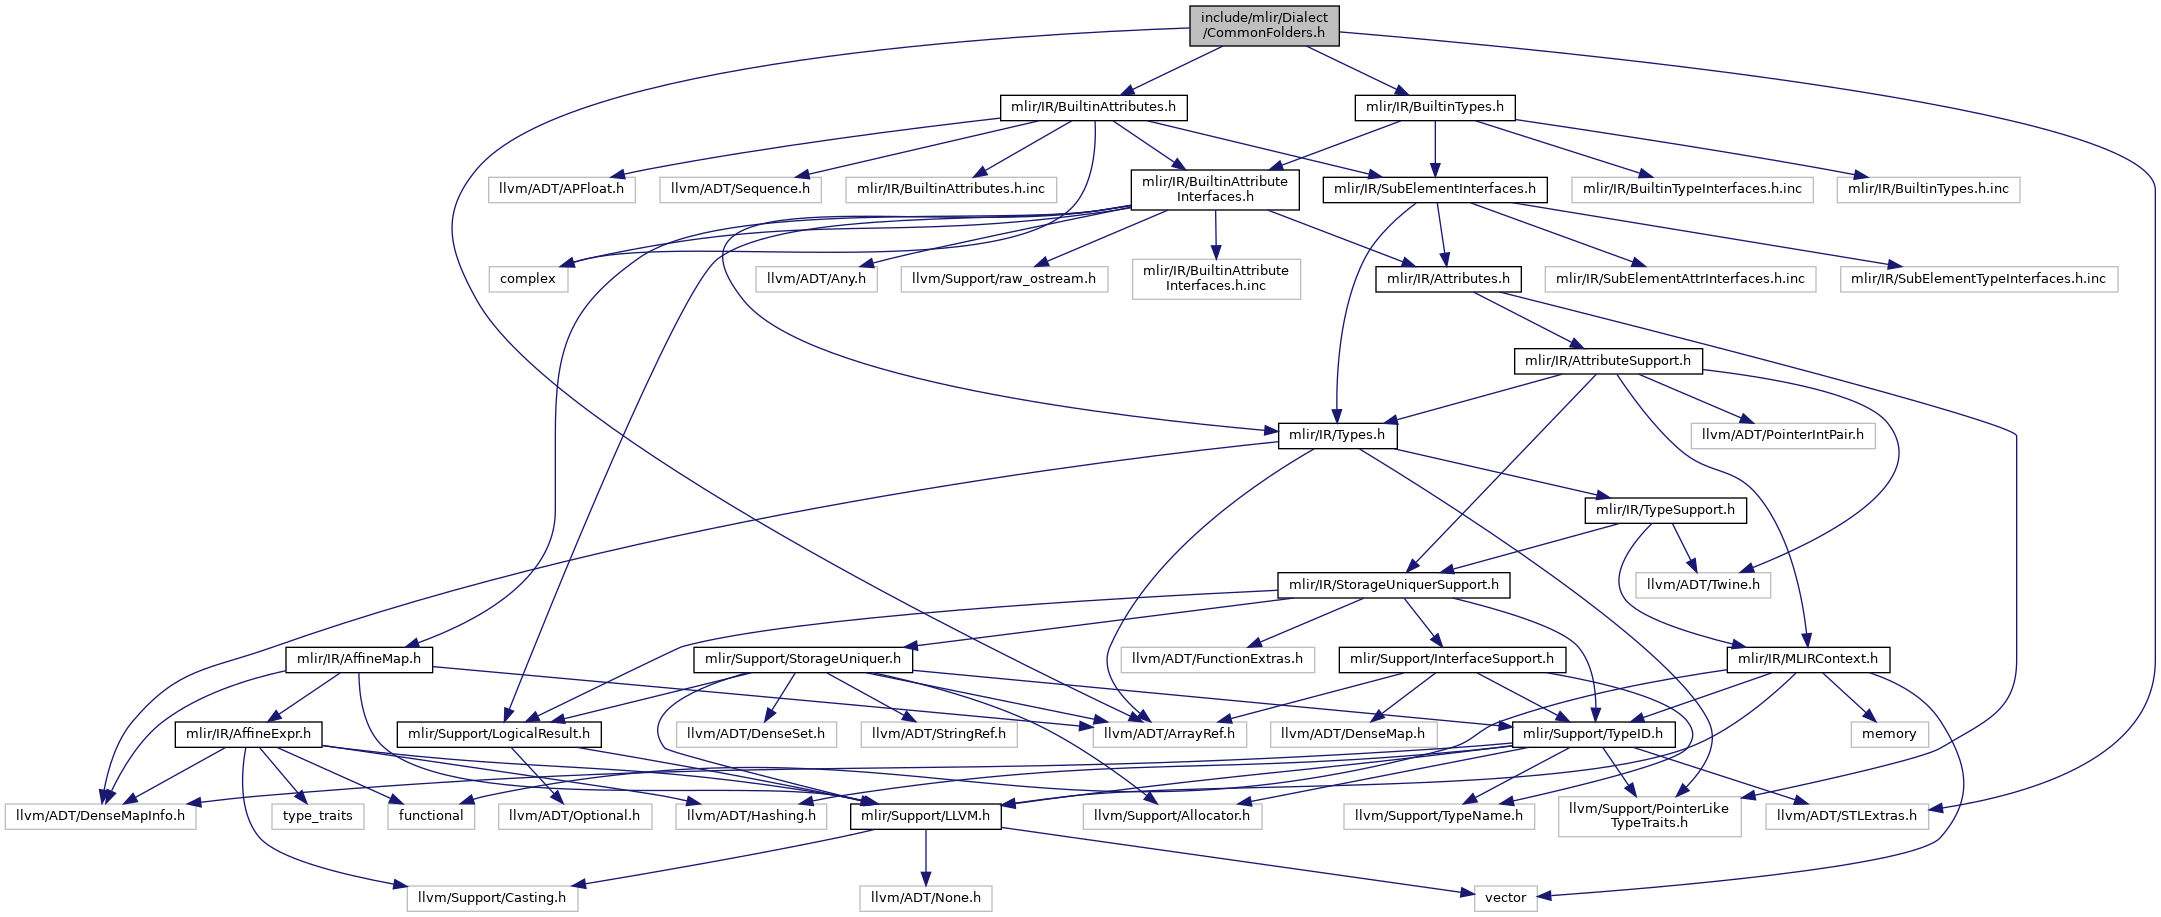 include/mlir/Dialect
/CommonFolders.h
mlir/IR/BuiltinAttributes.h
mlir/IR/BuiltinTypes.h
llvm/ADT/APFloat.h
llvm/ADT/Sequence.h
mlir/IR/BuiltinAttributes.h.inc
mlir/IR/BuiltinAttribute
Interfaces.h
mlir/IR/SubElementInterfaces.h
mlir/IR/BuiltinTypeInterfaces.h.inc
mlir/IR/BuiltinTypes.h.inc
complex
llvm/ADT/Any.h
llvm/Support/raw_ostream.h
mlir/IR/BuiltinAttribute
Interfaces.h.inc
mlir/IR/Attributes.h
mlir/IR/SubElementAttrInterfaces.h.inc
mlir/IR/SubElementTypeInterfaces.h.inc
mlir/IR/AttributeSupport.h
mlir/IR/Types.h
llvm/ADT/PointerIntPair.h
mlir/IR/TypeSupport.h
mlir/IR/StorageUniquerSupport.h
llvm/ADT/Twine.h
mlir/IR/AffineMap.h
mlir/Support/StorageUniquer.h
llvm/ADT/FunctionExtras.h
mlir/Support/InterfaceSupport.h
mlir/IR/MLIRContext.h
mlir/IR/AffineExpr.h
mlir/Support/LogicalResult.h
llvm/ADT/DenseSet.h
llvm/ADT/StringRef.h
llvm/ADT/ArrayRef.h
llvm/ADT/DenseMap.h
mlir/Support/TypeID.h
memory
llvm/ADT/DenseMapInfo.h
type_traits
functional
llvm/ADT/Optional.h
llvm/ADT/Hashing.h
mlir/Support/LLVM.h
llvm/Support/Allocator.h
llvm/Support/TypeName.h
llvm/Support/PointerLike
TypeTraits.h
llvm/ADT/STLExtras.h
llvm/Support/Casting.h
llvm/ADT/None.h
vector